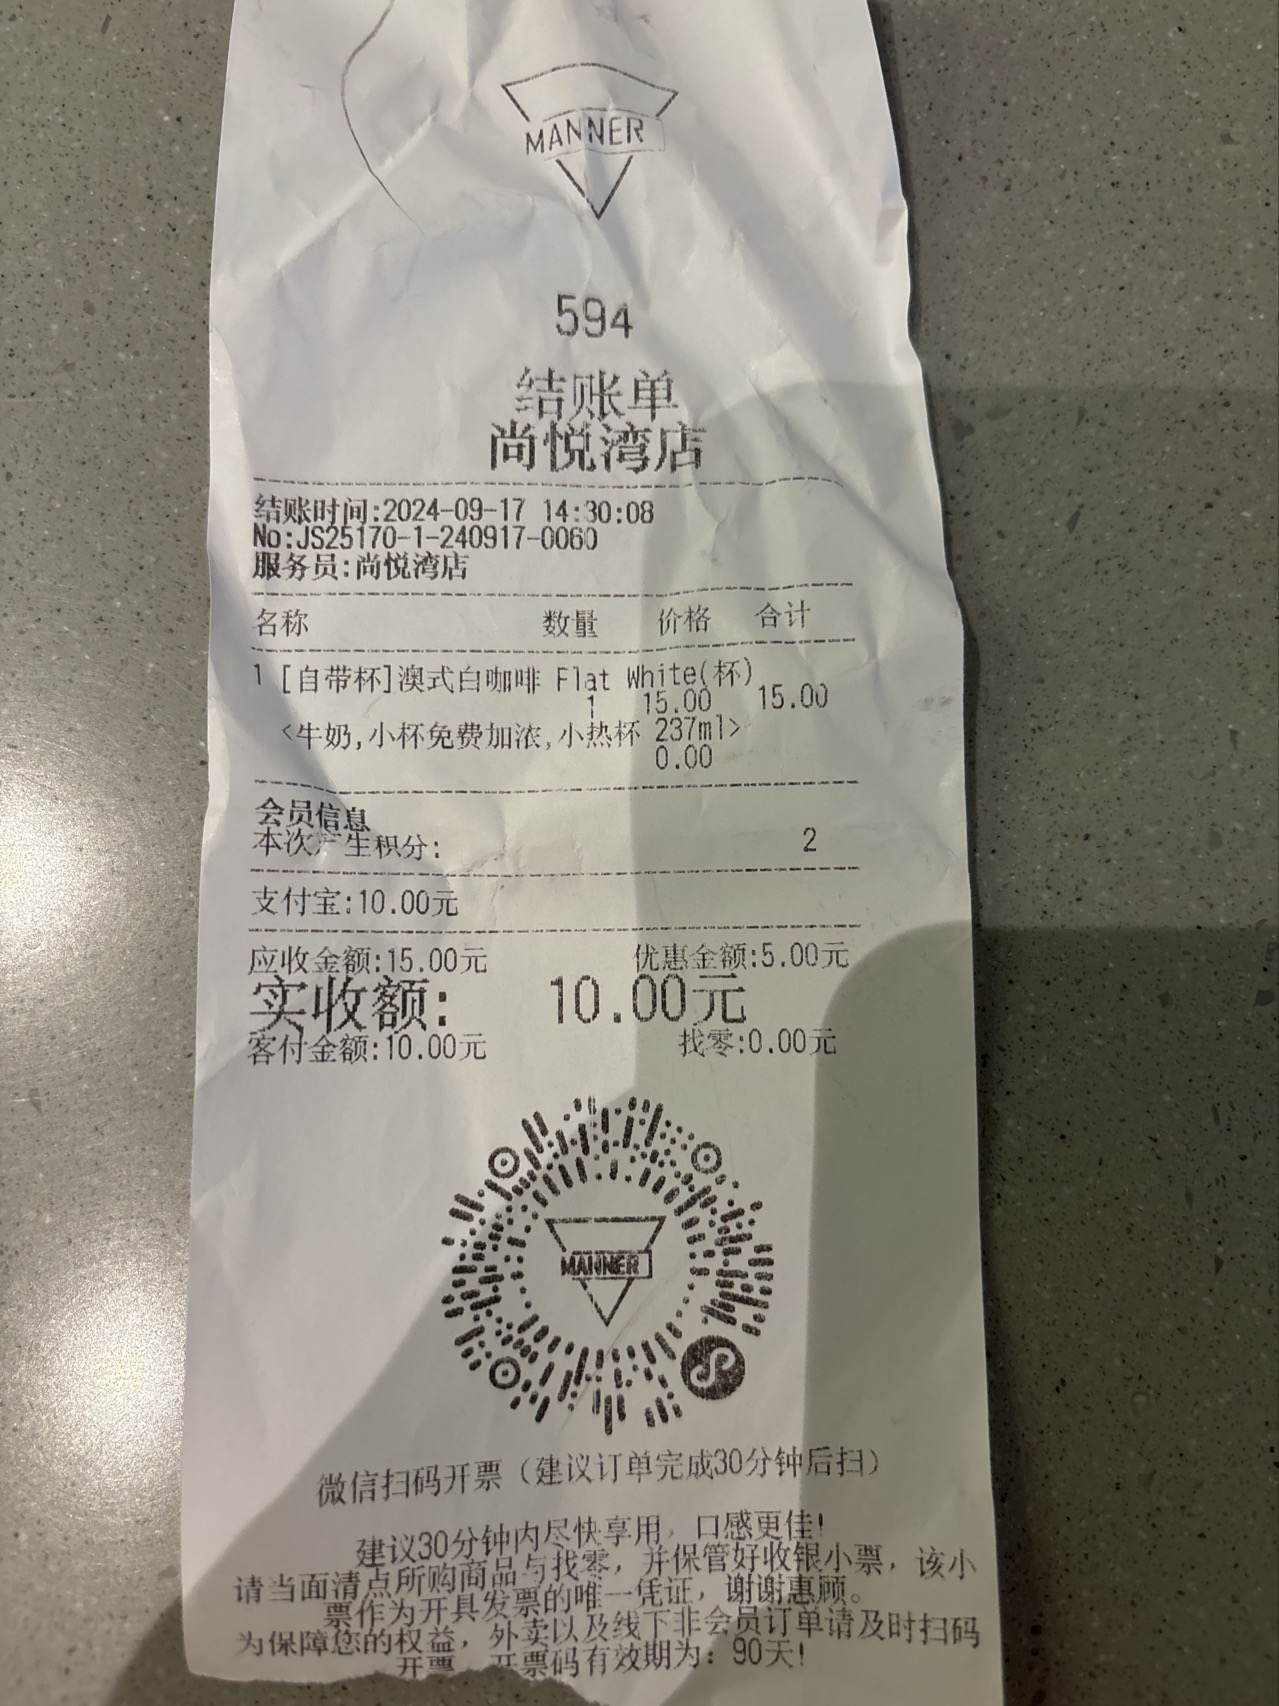 MANNER
594
结账单
尚悦湾店
结账时间:2024-09-17 14:30:08
No:JS25170-1-240917-0060
服务员:尚悦湾店
名称 数量 价格 合计
1 [自带杯]澳式白咖啡 Flat White(杯)
1 15.00 15.00
<牛奶,小杯免费加浓,小热杯 237ml>
0.00
会员信息
本次产生积分: 2
支付宝:10.00元
应收金额:15.00元 优惠金额:5.00元
实收额: 10.00元
客付金额:10.00元 找零:0.00元
MANNER
微信扫码开票（建议订单完成30分钟后扫）
建议30分钟内尽快享用，口感更佳!
请当面清点所购商品与找零，并保管好收银小票，该小
票作为开具发票的唯一凭证，谢谢惠顾。
为保障您的权益，外卖以及线下非会员订单请及时扫码
开票，开票码有效期为：90天!